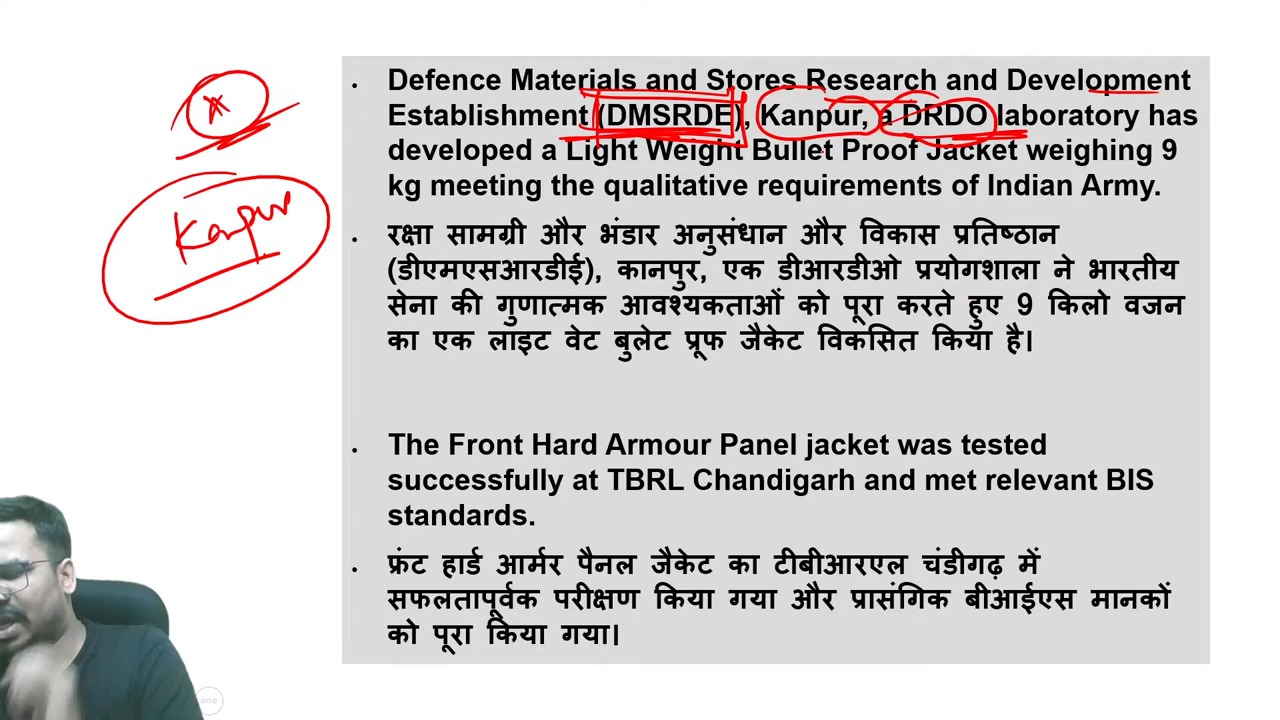 Kanpur
Defence Materials and Stores Research and Development
Establishment (DMSRDE), Kanpur, a DRDO laboratory has
developed a Light Weight Bullet Proof Jacket weighing 9
kg meeting the qualitative requirements of Indian Army.
रक्षा सामग्री और भंडार अनुसंधान और विकास प्रतिष्ठान
(डीएमएसआरडीई), कानपुर, एक डीआरडीओ प्रयोगशाला ने भारतीय
सेना की गुणात्मक आवश्यकताओं को पूरा करते हुए 9 किलो वजन
का एक लाइट वेट बुलेट प्रूफ जैकेट विकसित किया है।
The Front Hard Armour Panel jacket was tested
successfully at TBRL Chandigarh and met relevant BIS
standards.
फ्रंट हार्ड आर्मर पैनल जैकेट का टीबीआरएल चंडीगढ़ में
सफलतापूर्वक परीक्षण किया गया और प्रासंगिक बीआईएस मानकों
को पूरा किया गया।